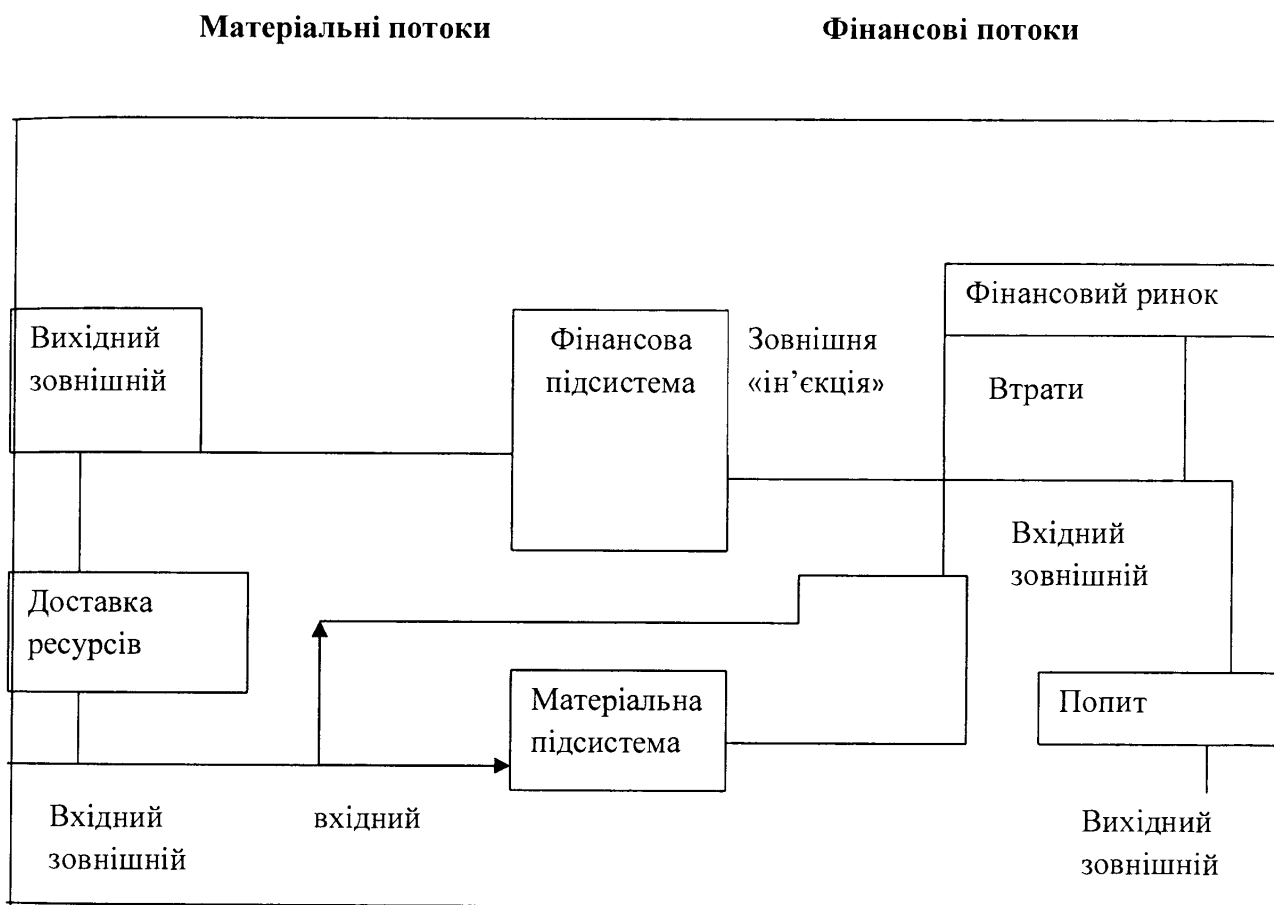 Матеріальні потоки
Фінансові потоки
Фінансовий ринок
Вихідний
зовнішній
Фінансова
підсистема
Зовнішня
«ін’єкція»
Втрати
Вхідний
зовнішній
Доставка
ресурсів
Матеріальна
підсистема
Попит
Вхідний
зовнішній
вхідний
Вихідний
зовнішній